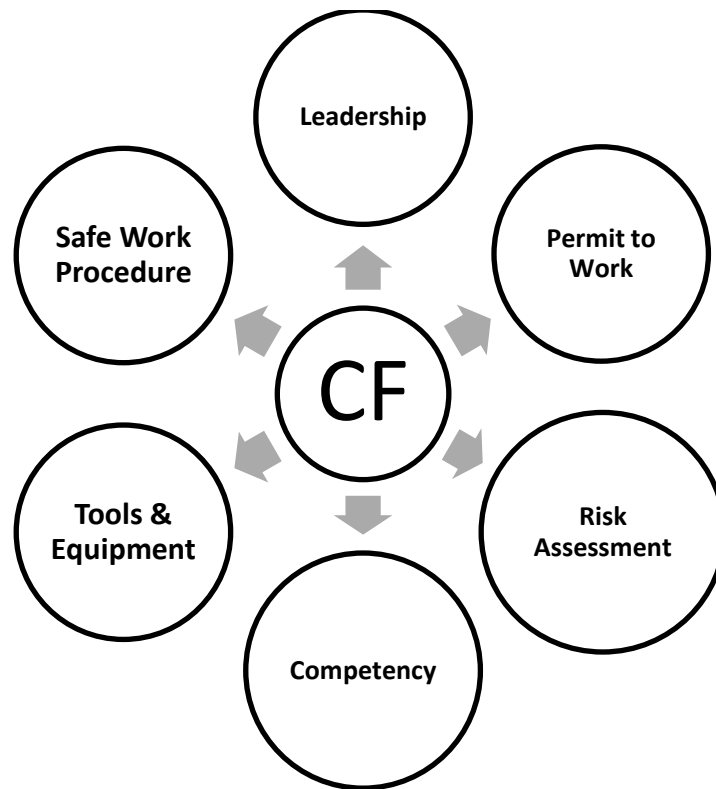 Leadership
Safe Work
Procedure
Permit to
Work
CF
Tools &
Equipment
Risk
Assessment
Competency